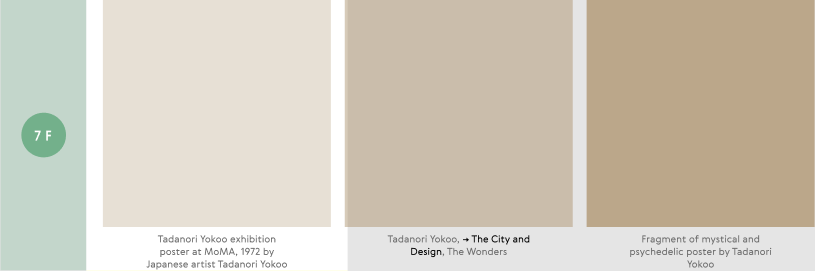 7 F
Tadanori Yokoo exhibition
poster at MoMA, 1972 by
Japanese artist Tadanori Yokoo
Tadanori Yokoo, → The City and
Design, The Wonders
Fragment of mystical and
psychedelic poster by Tadanori
Yokoo